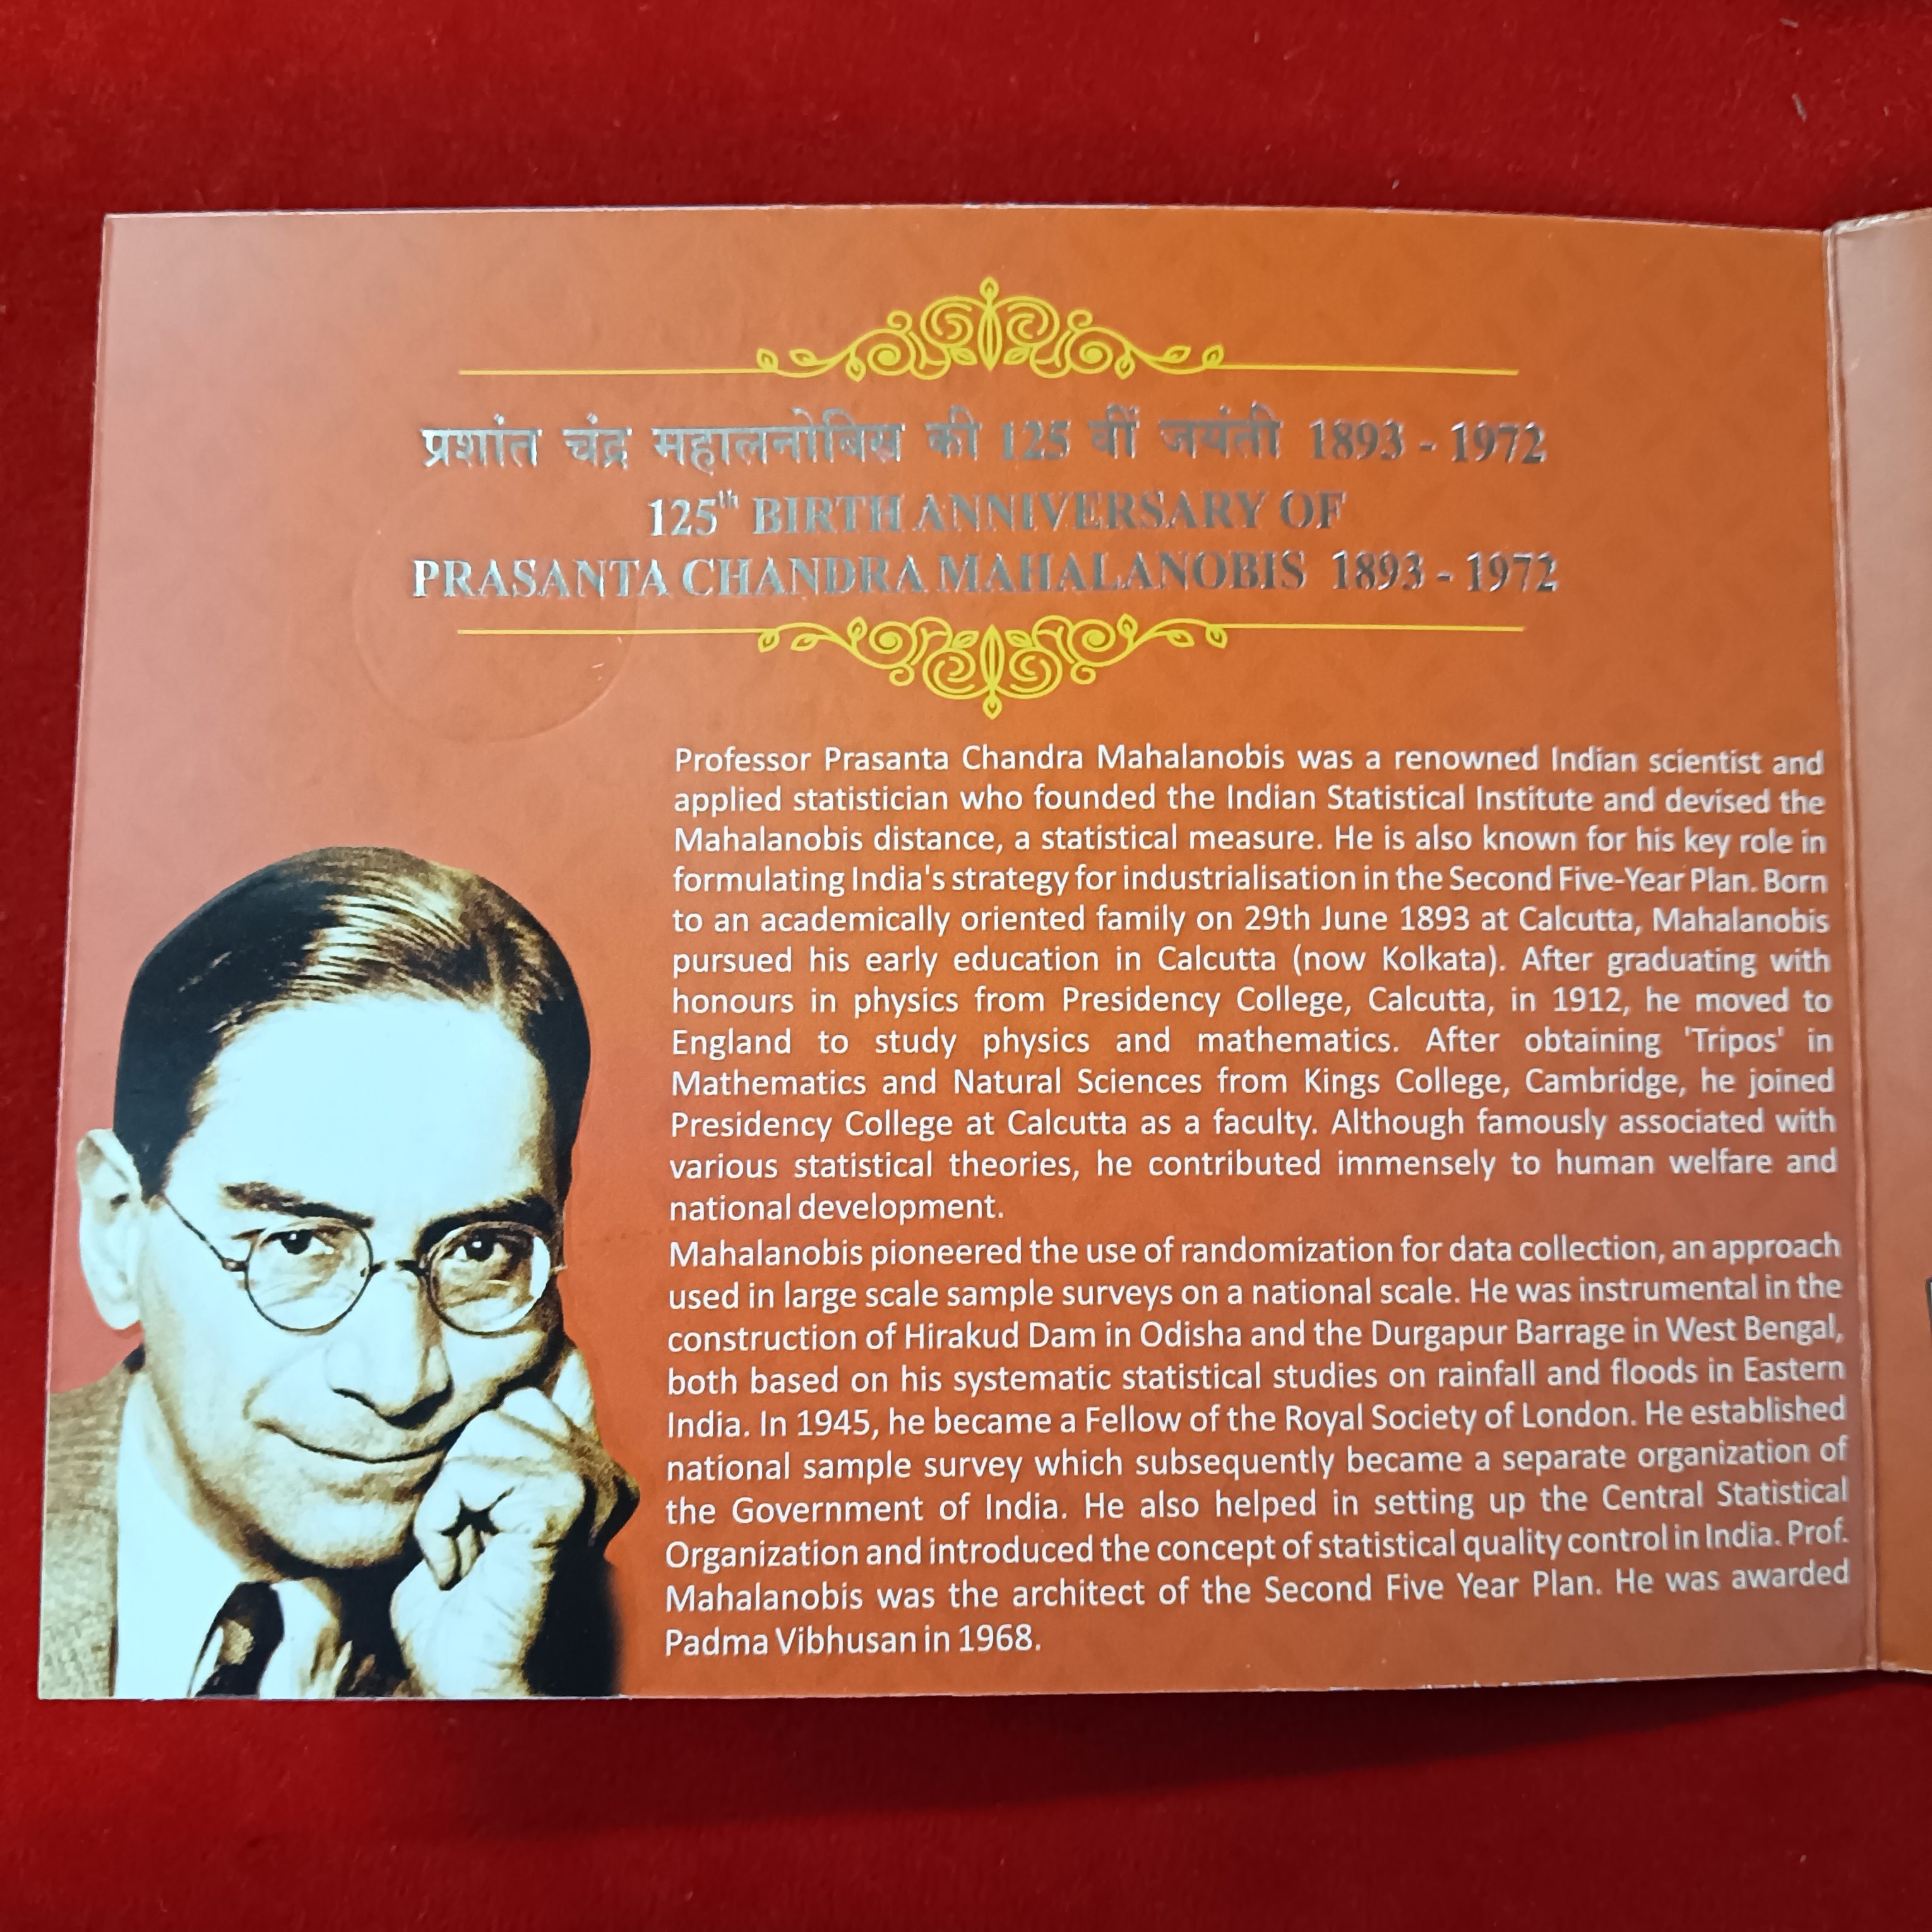 प्रशांत चंद्र महालनोबिस की 125 वीं जयंती 1893 - 1972
125th BIRTH ANNIVERSARY OF
PRASANTA CHANDRA MAHALANOBIS 1893 - 1972
Professor Prasanta Chandra Mahalanobis was a renowned Indian scientist and
applied statistician who founded the Indian Statistical Institute and devised the
Mahalanobis distance, a statistical measure. He is also known for his key role in
formulating India's strategy for industrialisation in the Second Five-Year Plan. Born
to an academically oriented family on 29th June 1893 at Calcutta, Mahalanobis
pursued his early education in Calcutta (now Kolkata). After graduating with
honours in physics from Presidency College, Calcutta, in 1912, he moved to
England to study physics and mathematics. After obtaining 'Tripos' in
Mathematics and Natural Sciences from Kings College, Cambridge, he joined
Presidency College at Calcutta as a faculty. Although famously associated with
various statistical theories, he contributed immensely to human welfare and
national development.
Mahalanobis pioneered the use of randomization for data collection, an approach
used in large scale sample surveys on a national scale. He was instrumental in the
construction of Hirakud Dam in Odisha and the Durgapur Barrage in West Bengal,
both based on his systematic statistical studies on rainfall and floods in Eastern
India. In 1945, he became a Fellow of the Royal Society of London. He established
national sample survey which subsequently became a separate organization of
the Government of India. He also helped in setting up the Central Statistical
Organization and introduced the concept of statistical quality control in India. Prof.
Mahalanobis was the architect of the Second Five Year Plan. He was awarded
Padma Vibhusan in 1968.